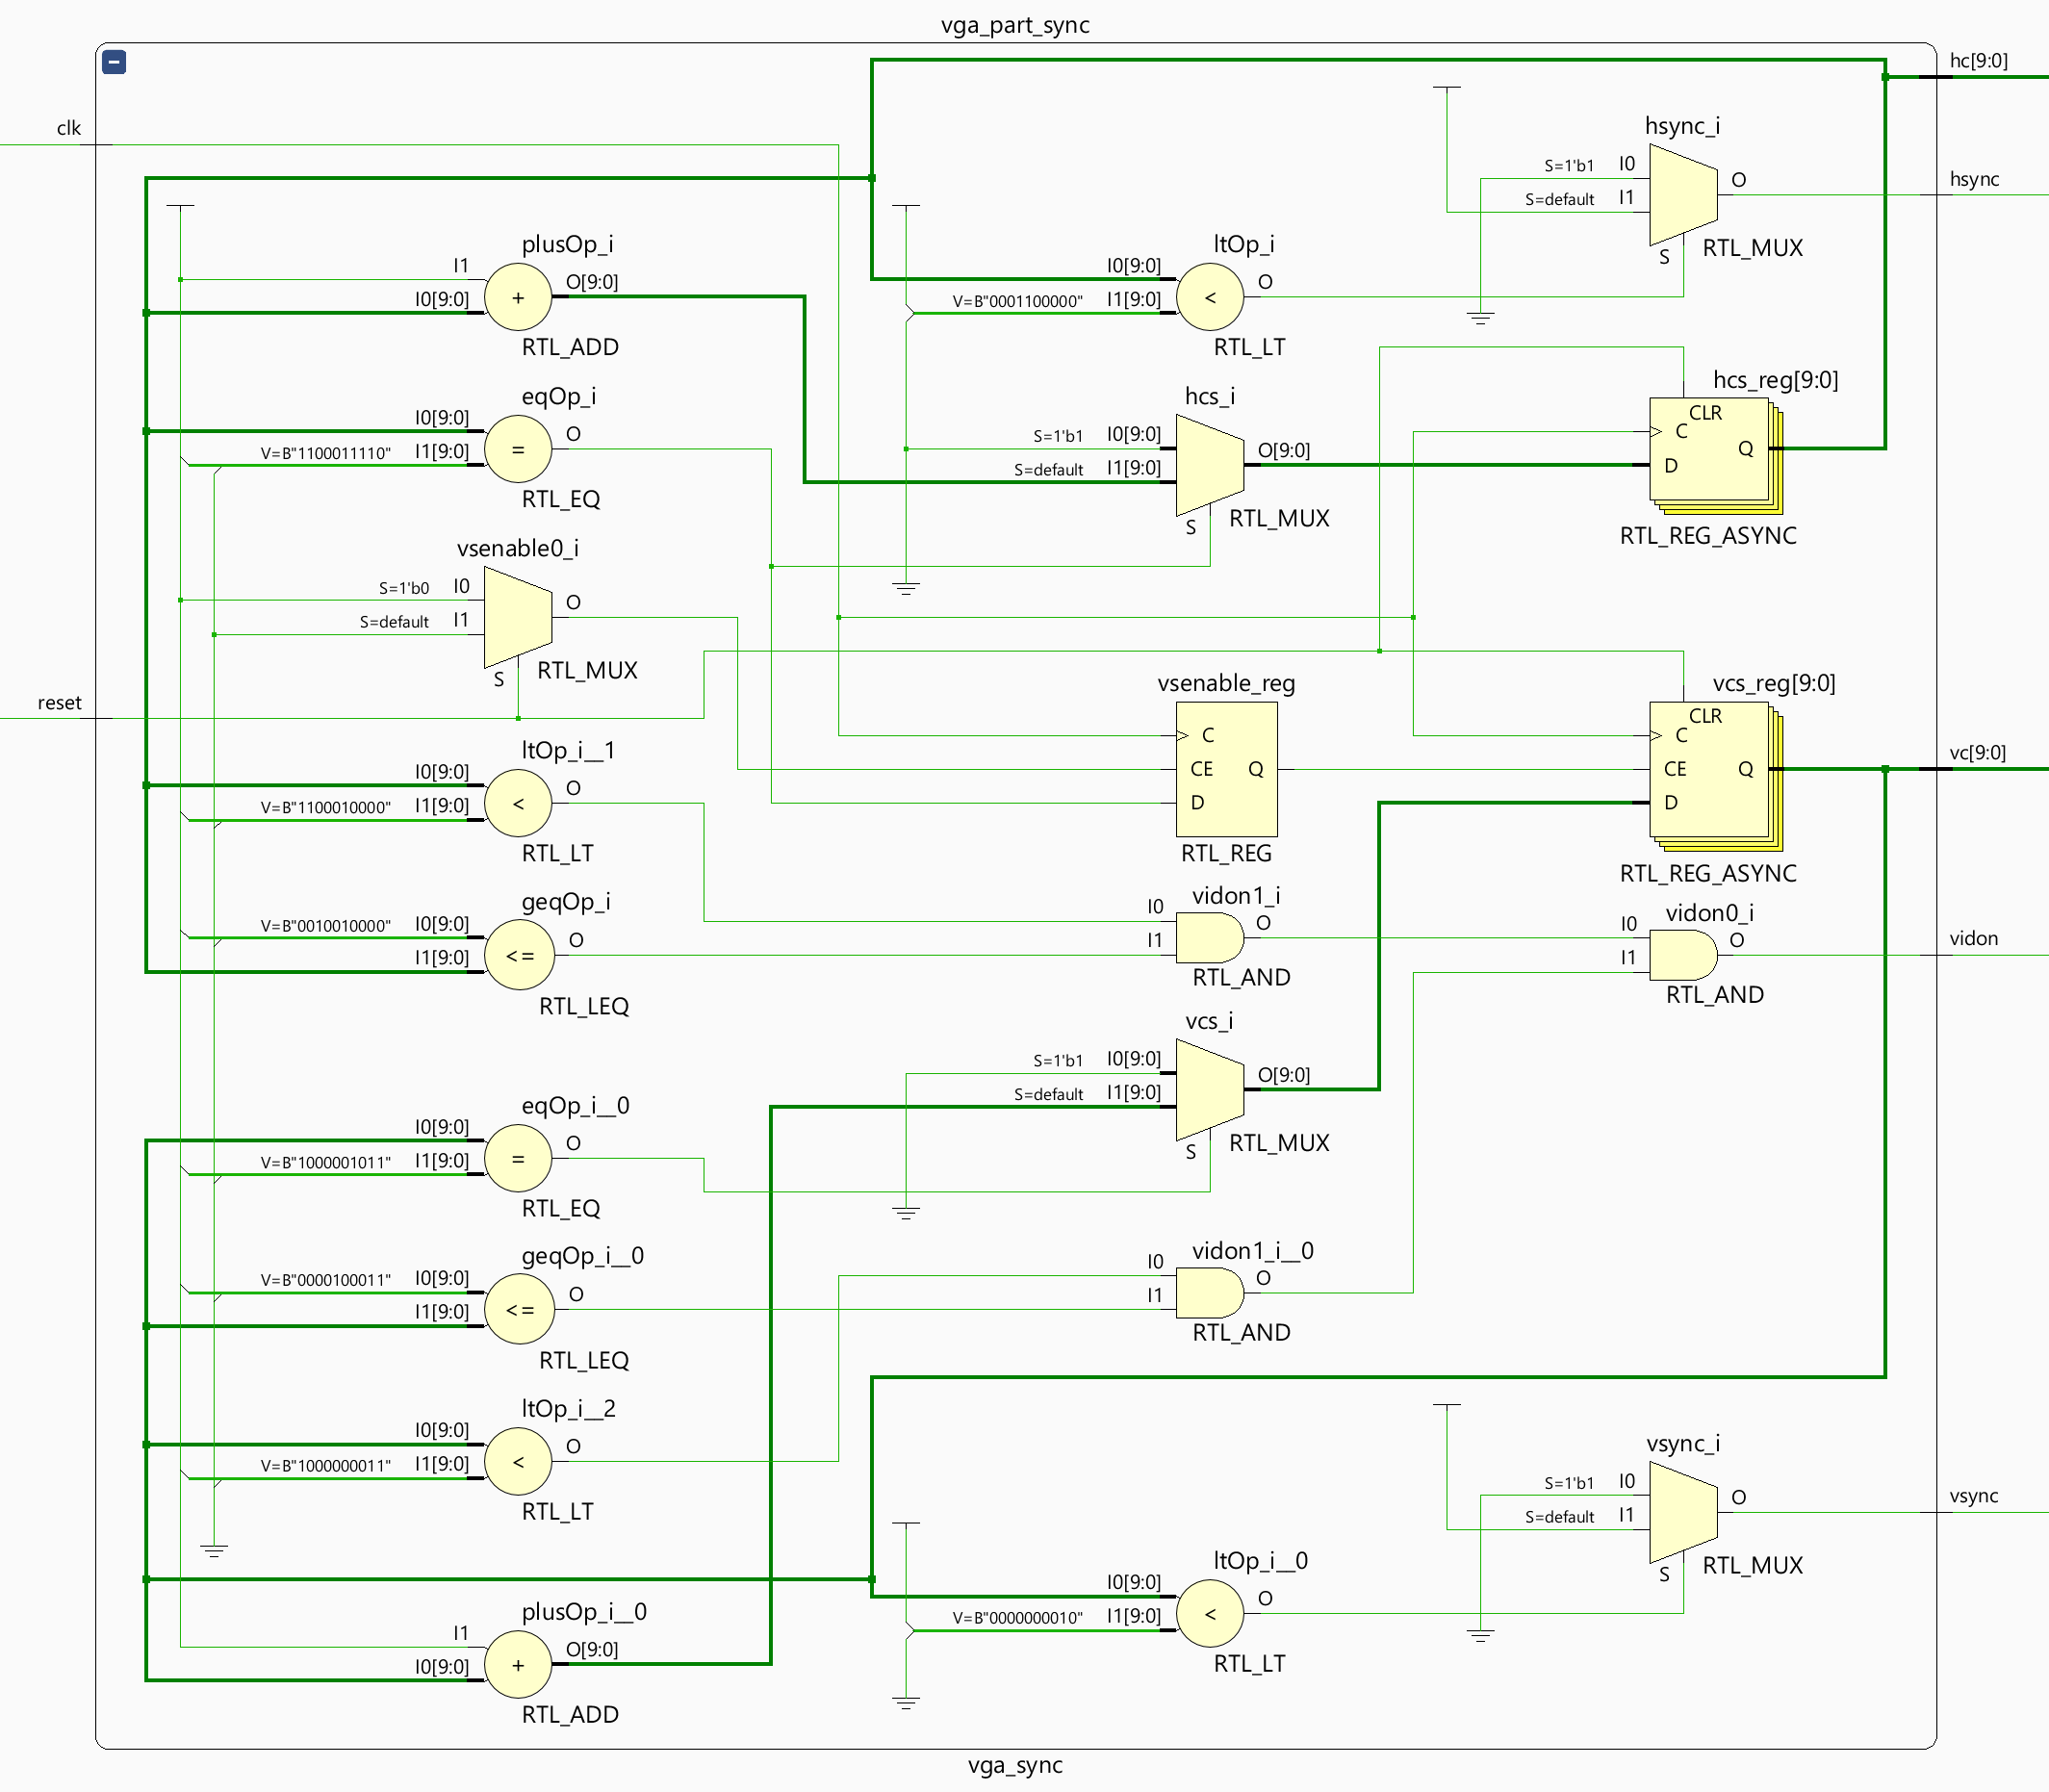 vga_part_sync
hc[9:0]
clk
hsync_i
S=1'b1 I0
O
hsync
S=default I1
S
RTL_MUX
plusOp_i
I1
O[9:0]
I0[9:0]
+
RTL_ADD
ltOp_i
I0[9:0]
O
V=B"0001100000" I1[9:0]
<
RTL_LT
eqOp_i
I0[9:0]
O
V=B"1100011110" I1[9:0]
=
RTL_EQ
hcs_i
S=1'b1 I0[9:0]
O[9:0]
S=default I1[9:0]
S
RTL_MUX
hcs_reg[9:0]
CLR
C
Q
D
RTL_REG_ASYNC
vsenable0_i
S=1'b0 I0
O
S=default I1
S
RTL_MUX
reset
vsenable_reg
C
CE Q
D
RTL_REG
vcs_reg[9:0]
CLR
C
CE Q
D
RTL_REG_ASYNC
vc[9:0]
ltOp_i__1
I0[9:0]
O
V=B"1100010000" I1[9:0]
<
RTL_LT
geqOp_i
V=B"0010010000" I0[9:0]
O
I1[9:0]
<=
RTL_LEQ
vidon1_i
I0
O
I1
RTL_AND
vidon0_i
I0
O
I1
RTL_AND
vidon
vcs_i
S=1'b1 I0[9:0]
O[9:0]
S=default I1[9:0]
S
RTL_MUX
eqOp_i__0
I0[9:0]
O
V=B"1000001011" I1[9:0]
=
RTL_EQ
geqOp_i__0
V=B"0000100011" I0[9:0]
O
I1[9:0]
<=
RTL_LEQ
vidon1_i__0
I0
O
I1
RTL_AND
ltOp_i__2
I0[9:0]
O
V=B"1000000011" I1[9:0]
<
RTL_LT
vsync_i
S=1'b1 I0
O
vsync
S=default I1
S
RTL_MUX
ltOp_i__0
I0[9:0]
O
V=B"0000000010" I1[9:0]
<
RTL_LT
plusOp_i__0
I1
O[9:0]
I0[9:0]
+
RTL_ADD
vga_sync